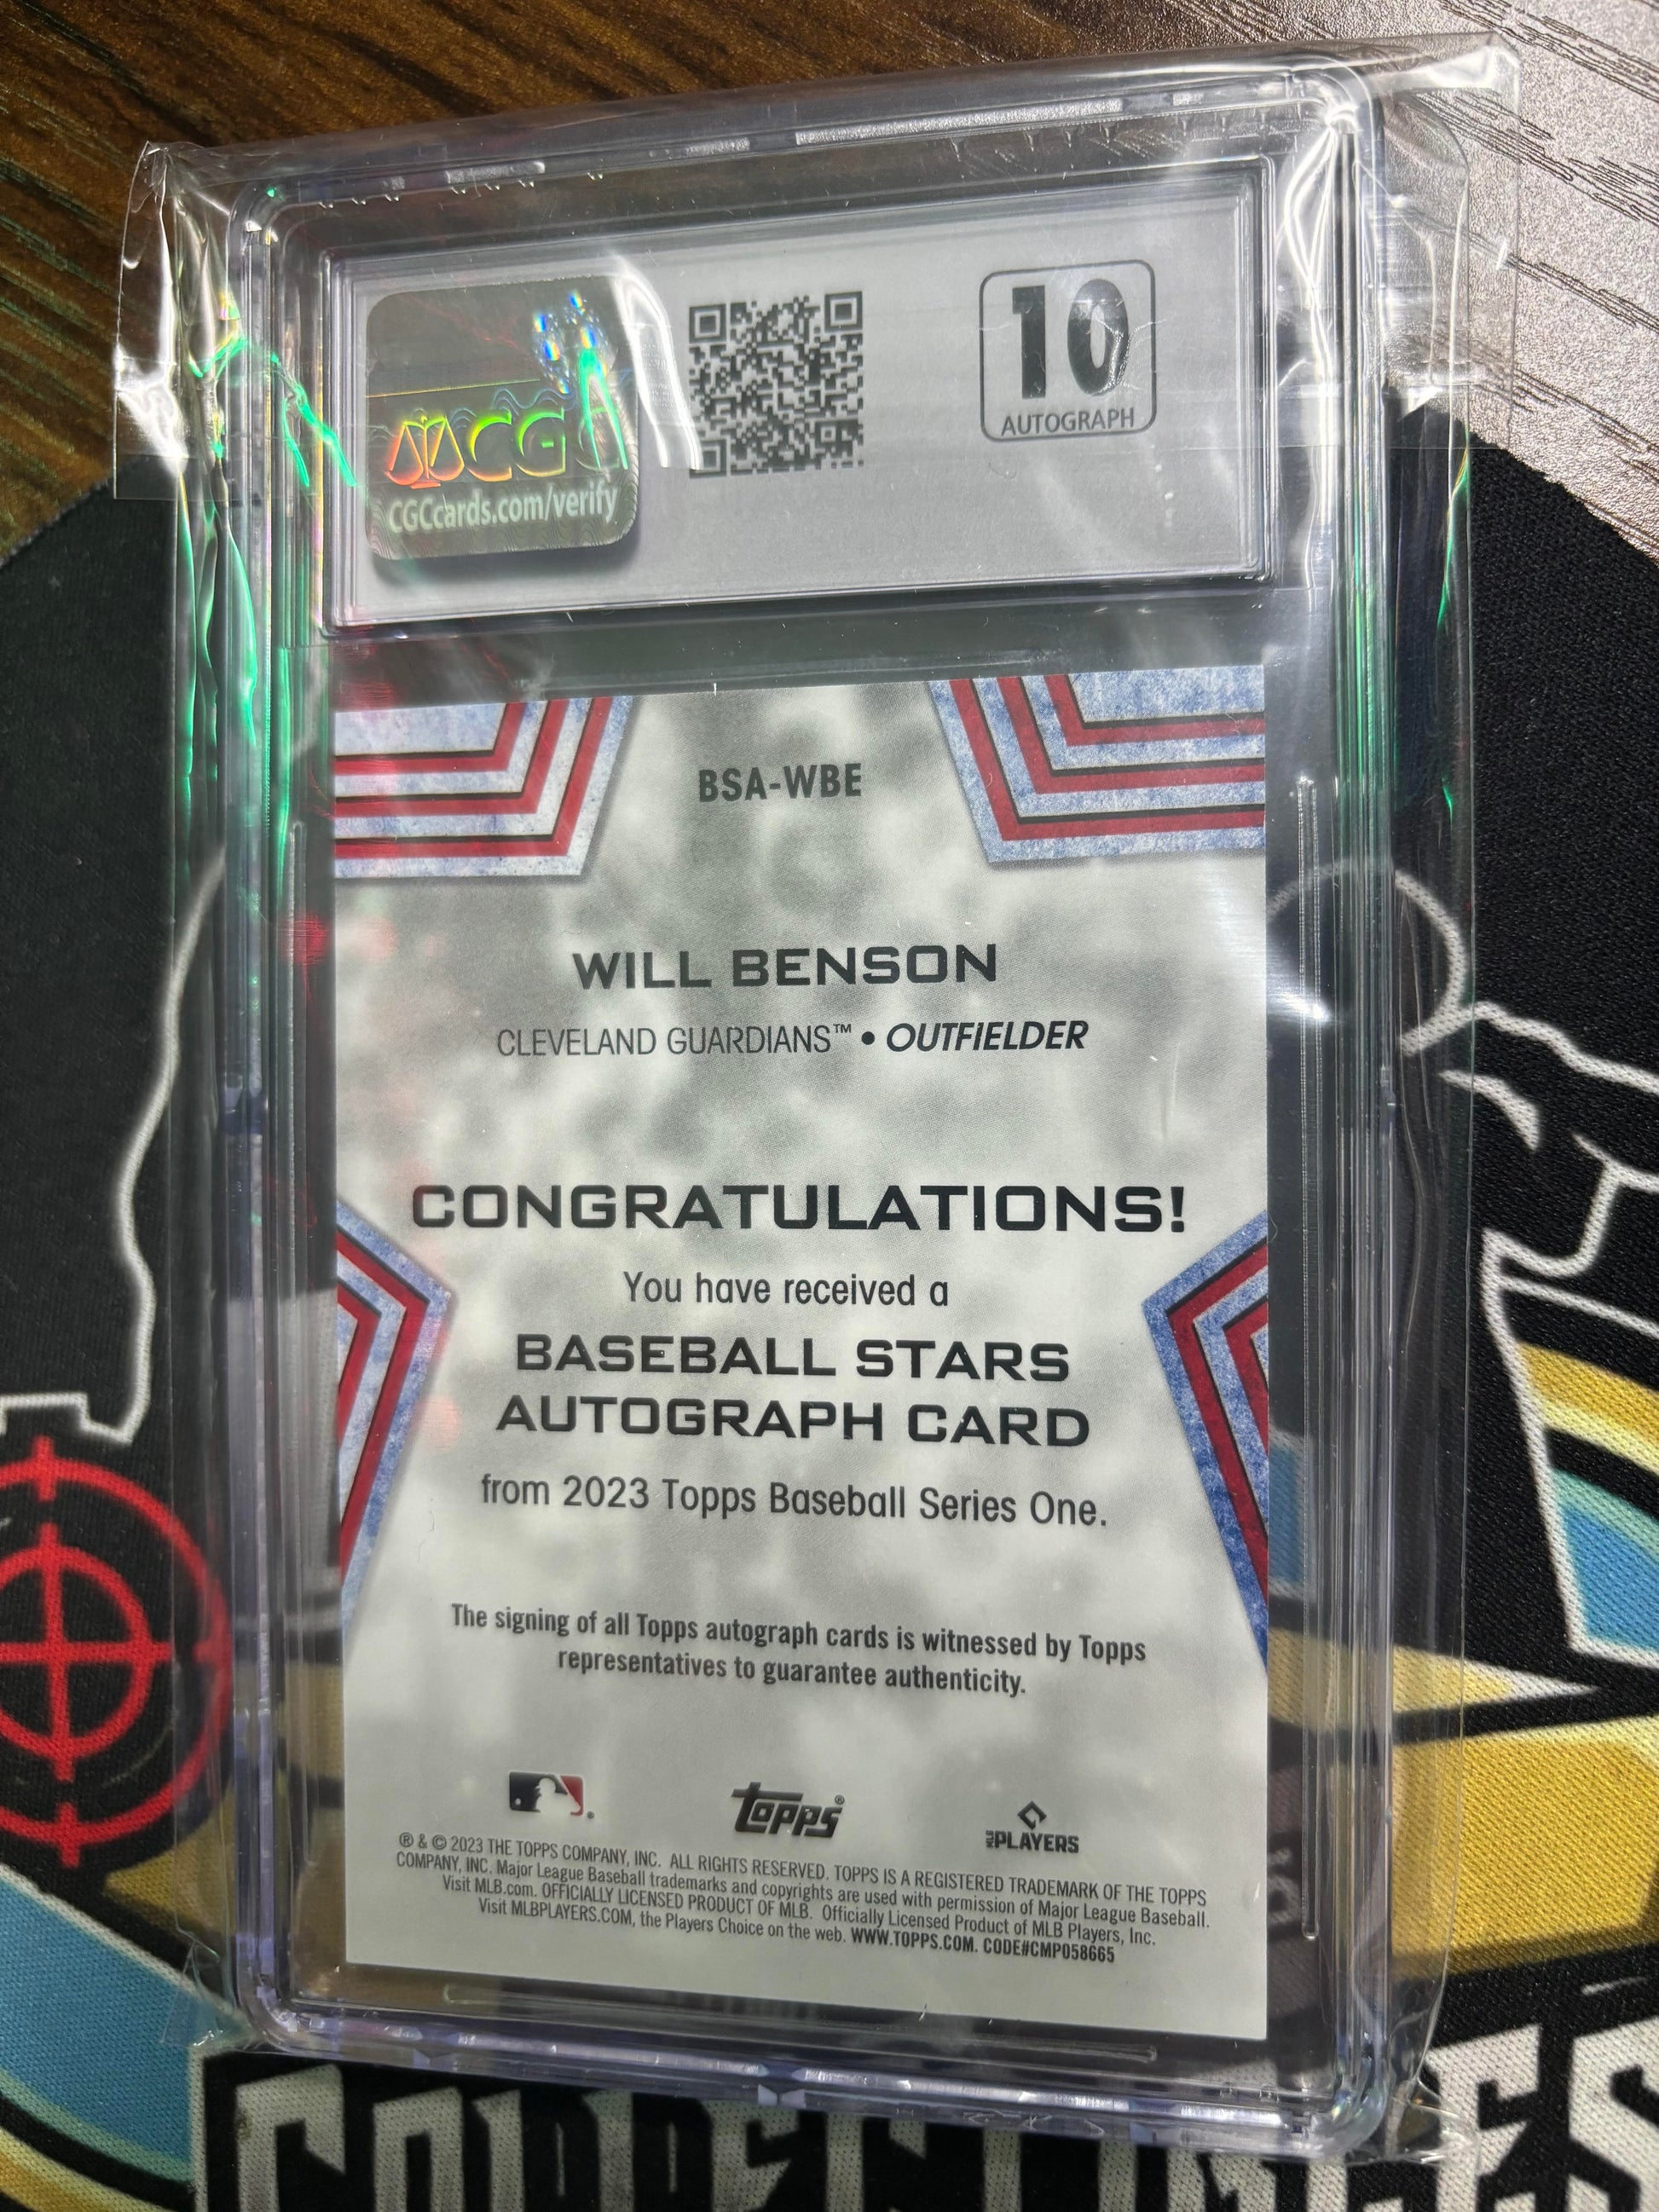 CGC
CGCcards.com/verify
10
AUTOGRAPH
BSA-WBE
WILL BENSON
CLEVELAND GUARDIANS™ • OUTFIELDER
CONGRATULATIONS!
You have received a
BASEBALL STARS
AUTOGRAPH CARD
from 2023 Topps Baseball Series One.
The signing of all Topps autograph cards is witnessed by Topps
representatives to guarantee authenticity.
topps®
MLB PLAYERS
® & © 2023 THE TOPPS COMPANY, INC. ALL RIGHTS RESERVED. TOPPS IS A REGISTERED TRADEMARK OF THE TOPPS
COMPANY, INC. Major League Baseball trademarks and copyrights are used with permission of Major League Baseball.
Visit MLB.com. OFFICIALLY LICENSED PRODUCT OF MLB. Officially Licensed Product of MLB Players, Inc.
Visit MLBPLAYERS.COM, the Players Choice on the web. WWW.TOPPS.COM. CODE#CMP058665